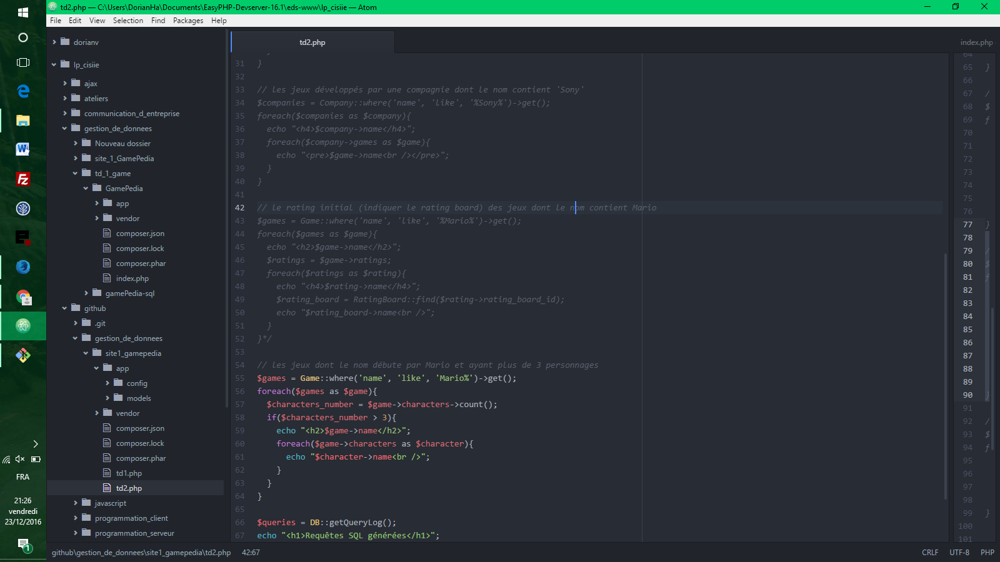 td2.php — C:\Users\DorianHa\Documents\EasyPHP-Devserver-16.1\eds-www\lp_cisiie — Atom
File Edit View Selection Find Packages Help
dorianv
lp_cisiie
ajax
ateliers
communication_d_entreprise
gestion_de_donnees
Nouveau dossier
site_1_GamePedia
td_1_game
GamePedia
app
vendor
composer.json
composer.lock
composer.phar
index.php
gamePedia-sql
github
.git
gestion_de_donnees
site1_gamepedia
app
config
models
vendor
composer.json
composer.lock
composer.phar
td1.php
td2.php
javascript
programmation_client
programmation_serveur
td2.php
31 }
32
33 // les jeux développés par une compagnie dont le nom contient 'Sony'
34 $companies = Company::where('name', 'like', '%Sony%')->get();
35 foreach($companies as $company){
36 echo "<h4>$company->name</h4>";
37 foreach($company->games as $game){
38 echo "<pre>$game->name<br /></pre>";
39 }
40 }
41
42 // le rating initial (indiquer le rating board) des jeux dont le nom contient Mario
43 $games = Game::where('name', 'like', '%Mario%')->get();
44 foreach($games as $game){
45 echo "<h2>$game->name</h2>";
46 $ratings = $game->ratings;
47 foreach($ratings as $rating){
48 echo "<h4>$rating->name</h4>";
49 $rating_board = RatingBoard::find($rating->rating_board_id);
50 echo "$rating_board->name<br />";
51 }
52 }*/
53
54 // les jeux dont le nom débute par Mario et ayant plus de 3 personnages
55 $games = Game::where('name', 'like', 'Mario%')->get();
56 foreach($games as $game){
57 $characters_number = $game->characters->count();
58 if($characters_number > 3){
59 echo "<h2>$game->name</h2>";
60 foreach($game->characters as $character){
61 echo "$character->name<br />";
62 }
63 }
64 }
65
66 $queries = DB::getQueryLog();
67 echo "<h1>Requêtes SQL générées</h1>";
index.php
64
65 }
66
67 /
68 $
69 f
70
71
72
73
74
75
76
77 }
78
79 /
80 $
81 f
82
83
84
85
86
87
88
89
90 }
91
92 /
93 $
94 f
95
96
97
98
99 }
100
101
github\gestion_de_donnees\site1_gamepedia\td2.php 42:67
CRLF UTF-8 PHP
FRA
21:26
vendredi
23/12/2016
1